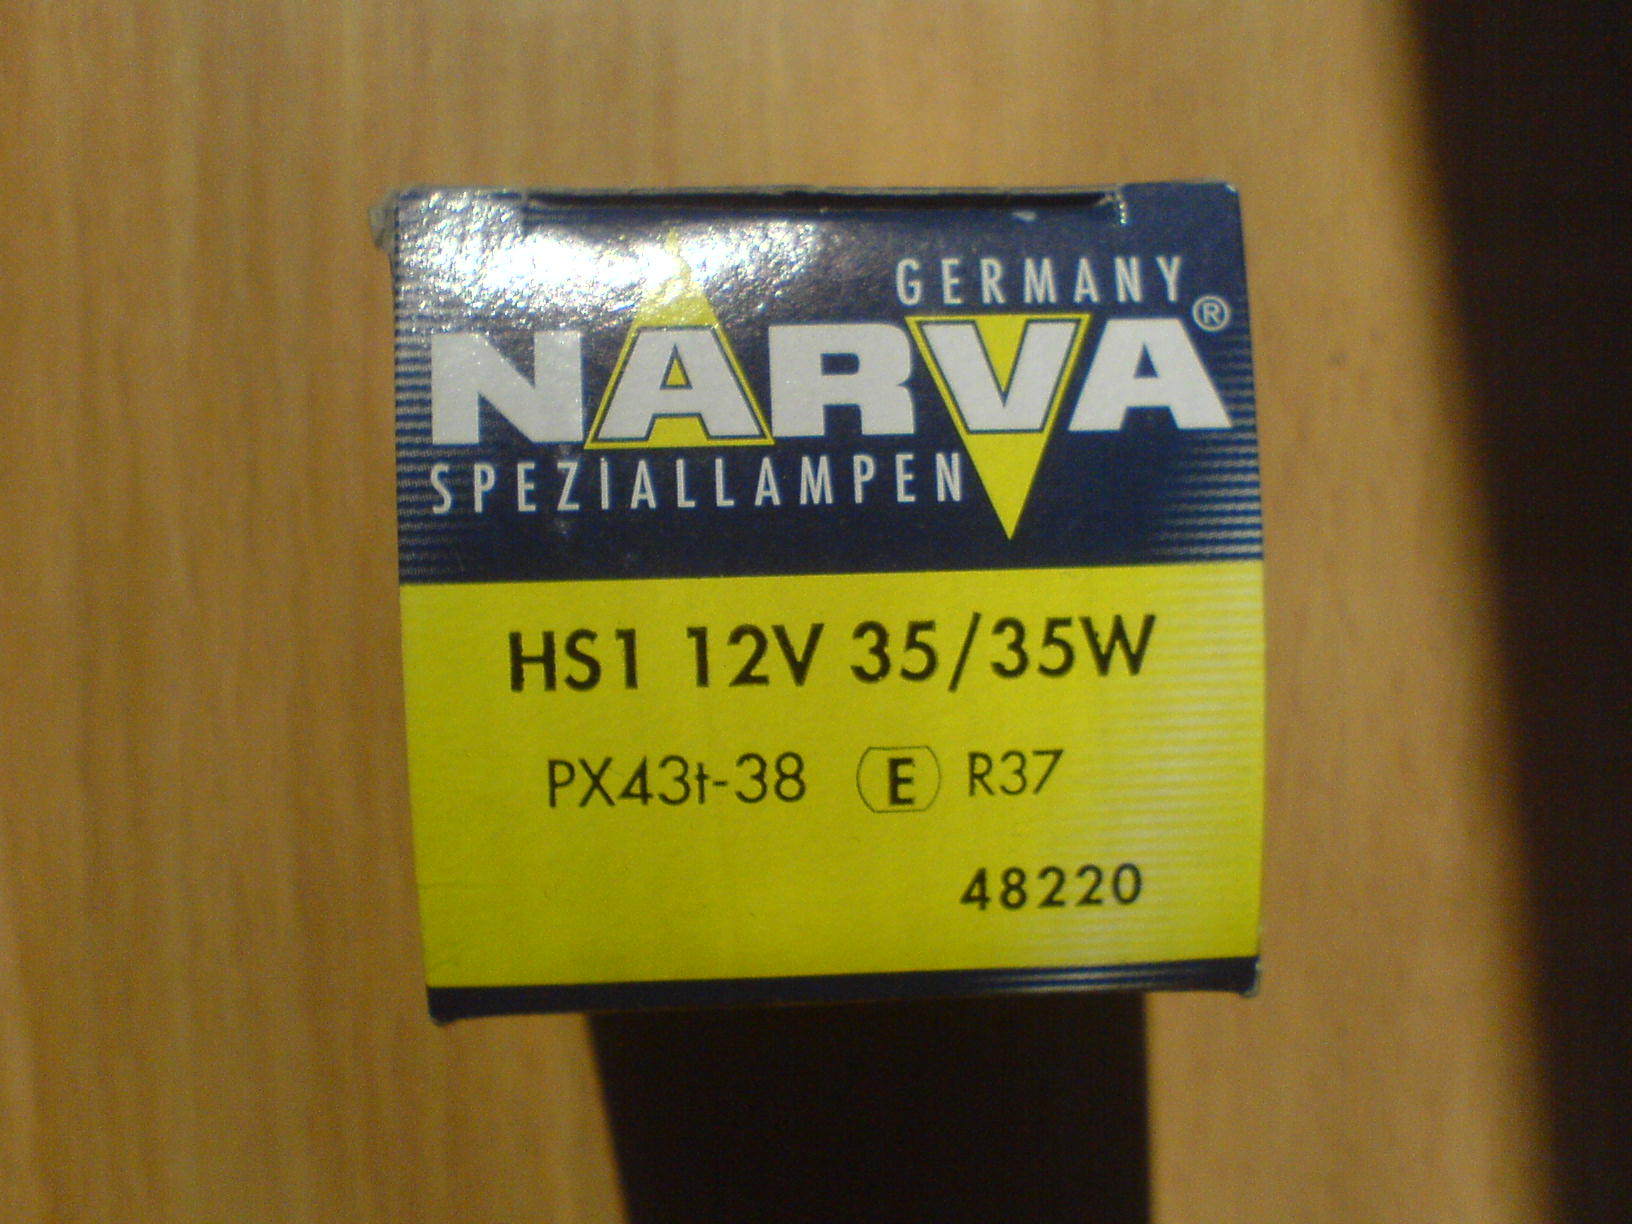 GERMANY
NARVA®
SPEZIALLAMPEN
HS1 12V 35/35W
PX43t-38 E R37
48220